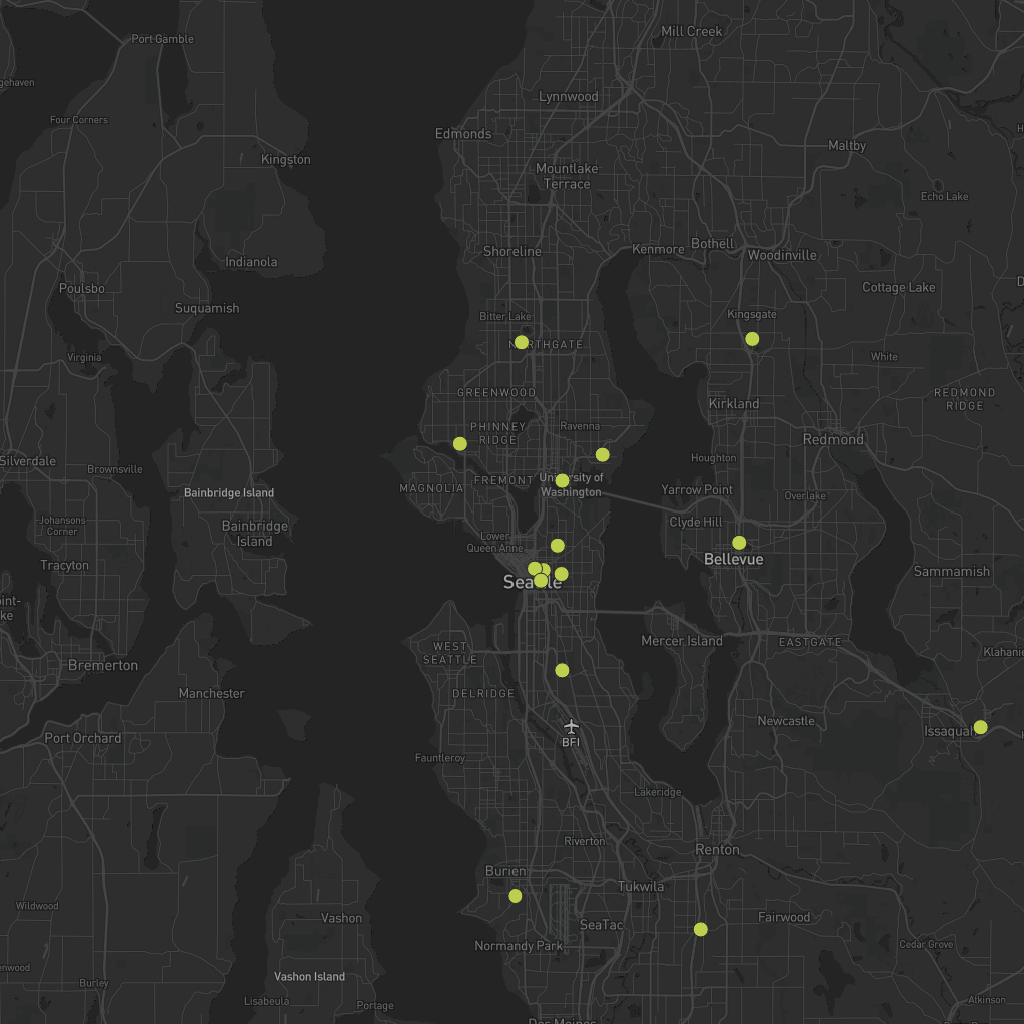 Mill Creek
Port Gamble
Lynnwood
Four Corners
Edmonds
Maltby
Kingston
Mountlake
Terrace
Echo Lake
Shoreline
Kenmore
Bothell
Woodinville
Indianola
Poulsbo
Cottage Lake
Suquamish
Kingsgate
Bitter Lake
Virginia
White
GREENWOOD
REDMOND
RIDGE
Kirkland
PHINNEY
RIDGE
Ravenna
Redmond
Silverdale
Brownsville
Houghton
University of
Washington
FREMONT
MAGNOLIA
Bainbridge Island
Yarrow Point
Overlake
Johansons
Corner
Bainbridge
Island
Clyde Hill
Lower
Queen Anne
Bellevue
Tracyton
Sammamish
Seattle
WEST
SEATTLE
Mercer Island
EASTGATE
Klahanie
Bremerton
Manchester
DELRIDGE
Newcastle
Issaquah
Port Orchard
BFI
Fauntleroy
Lakeridge
Riverton
Renton
Burien
Tukwila
Wildwood
Vashon
SeaTac
Fairwood
Normandy Park
Cedar Grove
Vashon Island
Burley
Lisabeula
Portage
Atkinson
Des Moines